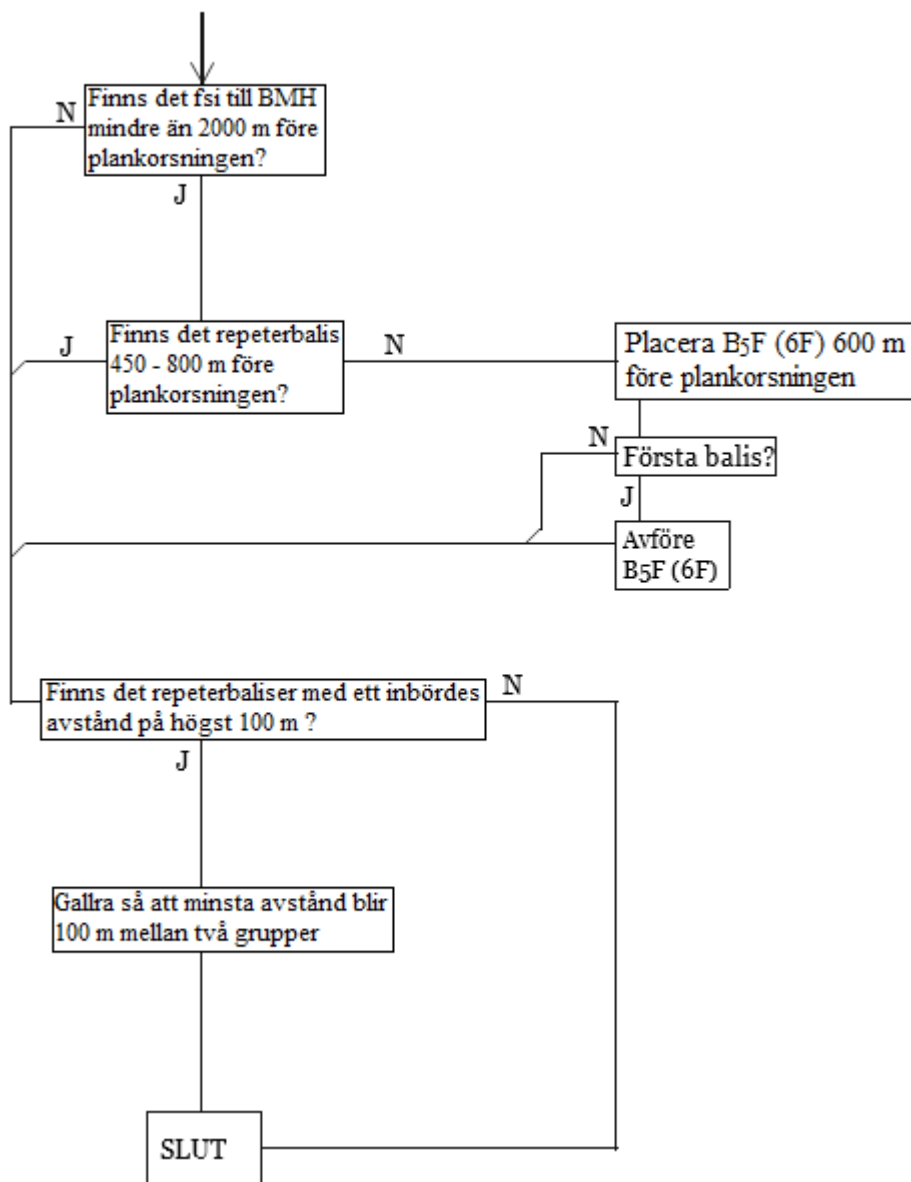 Finns det fsi till BMH
mindre än 2000 m före
plankorsningen?
N
J
Finns det repeterbalis
450 - 800 m före
plankorsningen?
J
N
Placera B5F (6F) 600 m
före plankorsningen
N
Första balis?
J
Avföre
B5F (6F)
Finns det repeterbaliser med ett inbördes
avstånd på högst 100 m ?
N
J
Gallra så att minsta avstånd blir
100 m mellan två grupper
SLUT